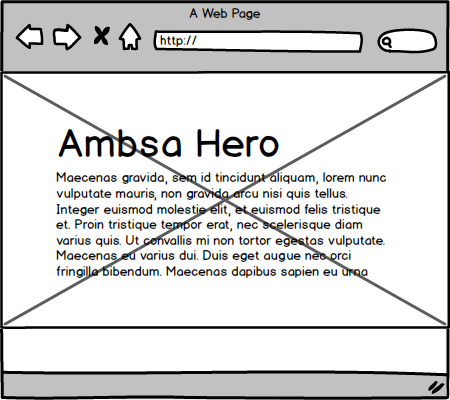 A Web Page
http://
Ambsa Hero
Maecenas gravida, sem id tincidunt aliquam, lorem nunc
vulputate mauris, non gravida arcu nisi quis tellus.
Integer euismod molestie elit, et euismod felis tristique
et. Proin tristique tempor erat, nec scelerisque diam
varius quis. Ut convallis mi non tortor egestas vulputate.
Maecenas eu varius dui. Duis eget augue nec orci
fringilla bibendum. Maecenas dapibus sapien eu urna